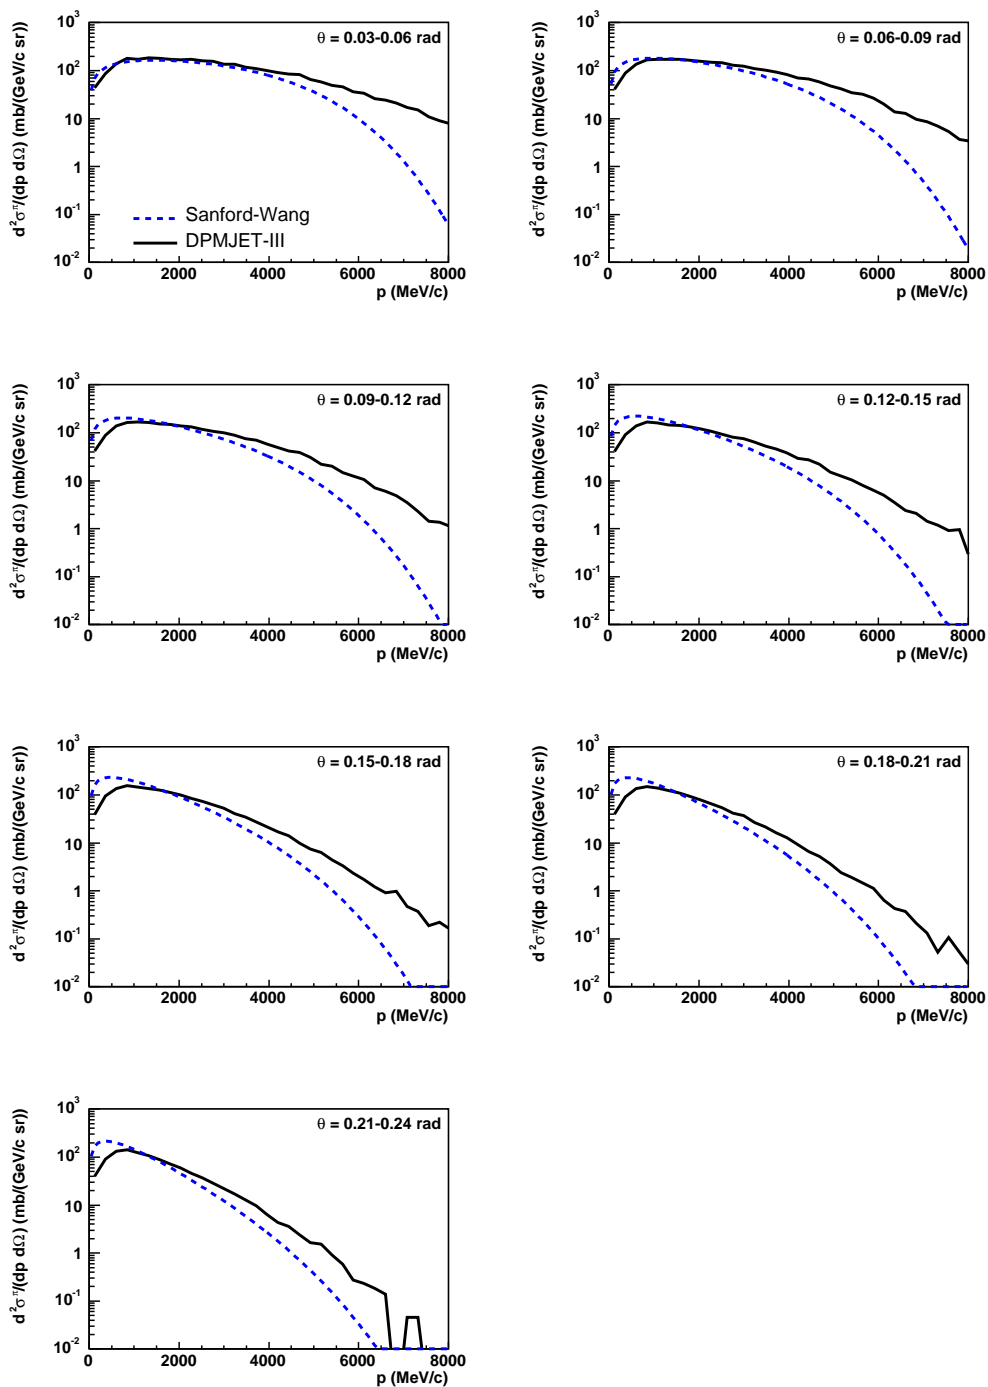 d²σ^π/(dp dΩ) (mb/(GeV/c sr))
10³
10²
10
1
10⁻¹
10⁻²
θ = 0.03-0.06 rad
Sanford-Wang
DPMJET-III
0 2000 4000 6000 8000
p (MeV/c)
d²σ^π/(dp dΩ) (mb/(GeV/c sr))
10³
10²
10
1
10⁻¹
10⁻²
θ = 0.06-0.09 rad
0 2000 4000 6000 8000
p (MeV/c)
d²σ^π/(dp dΩ) (mb/(GeV/c sr))
10³
10²
10
1
10⁻¹
10⁻²
θ = 0.09-0.12 rad
0 2000 4000 6000 8000
p (MeV/c)
d²σ^π/(dp dΩ) (mb/(GeV/c sr))
10³
10²
10
1
10⁻¹
10⁻²
θ = 0.12-0.15 rad
0 2000 4000 6000 8000
p (MeV/c)
d²σ^π/(dp dΩ) (mb/(GeV/c sr))
10³
10²
10
1
10⁻¹
10⁻²
θ = 0.15-0.18 rad
0 2000 4000 6000 8000
p (MeV/c)
d²σ^π/(dp dΩ) (mb/(GeV/c sr))
10³
10²
10
1
10⁻¹
10⁻²
θ = 0.18-0.21 rad
0 2000 4000 6000 8000
p (MeV/c)
d²σ^π/(dp dΩ) (mb/(GeV/c sr))
10³
10²
10
1
10⁻¹
10⁻²
θ = 0.21-0.24 rad
0 2000 4000 6000 8000
p (MeV/c)